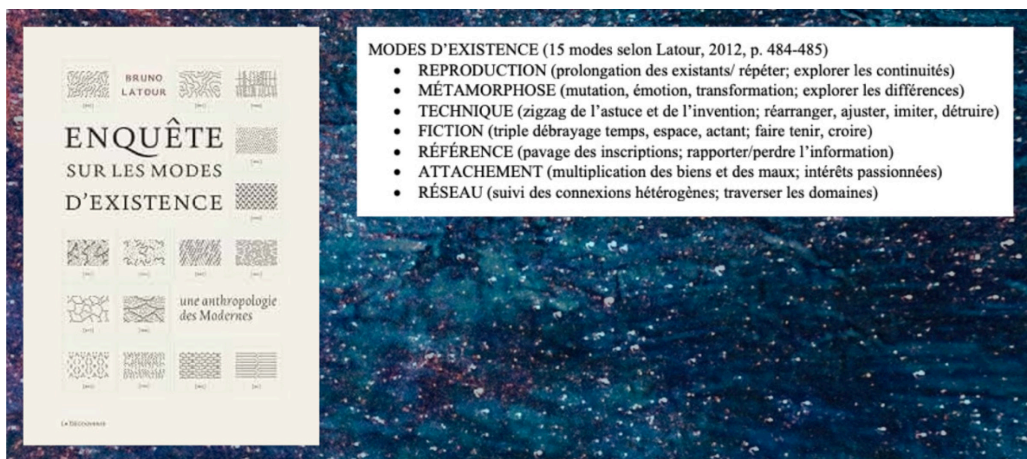 BRUNO
LATOUR
ENQUÊTE
SUR LES MODES
D'EXISTENCE
une anthropologie
des Modernes
La Découverte
MODES D'EXISTENCE (15 modes selon Latour, 2012, p. 484-485)
• REPRODUCTION (prolongation des existants/ répéter; explorer les continuités)
• MÉTAMORPHOSE (mutation, émotion, transformation; explorer les différences)
• TECHNIQUE (zigzag de l'astuce et de l'invention; réarranger, ajuster, imiter, détruire)
• FICTION (triple débrayage temps, espace, actant; faire tenir, croire)
• RÉFÉRENCE (pavage des inscriptions; rapporter/perdre l'information)
• ATTACHEMENT (multiplication des biens et des maux; intérêts passionnées)
• RÉSEAU (suivi des connexions hétérogènes; traverser les domaines)